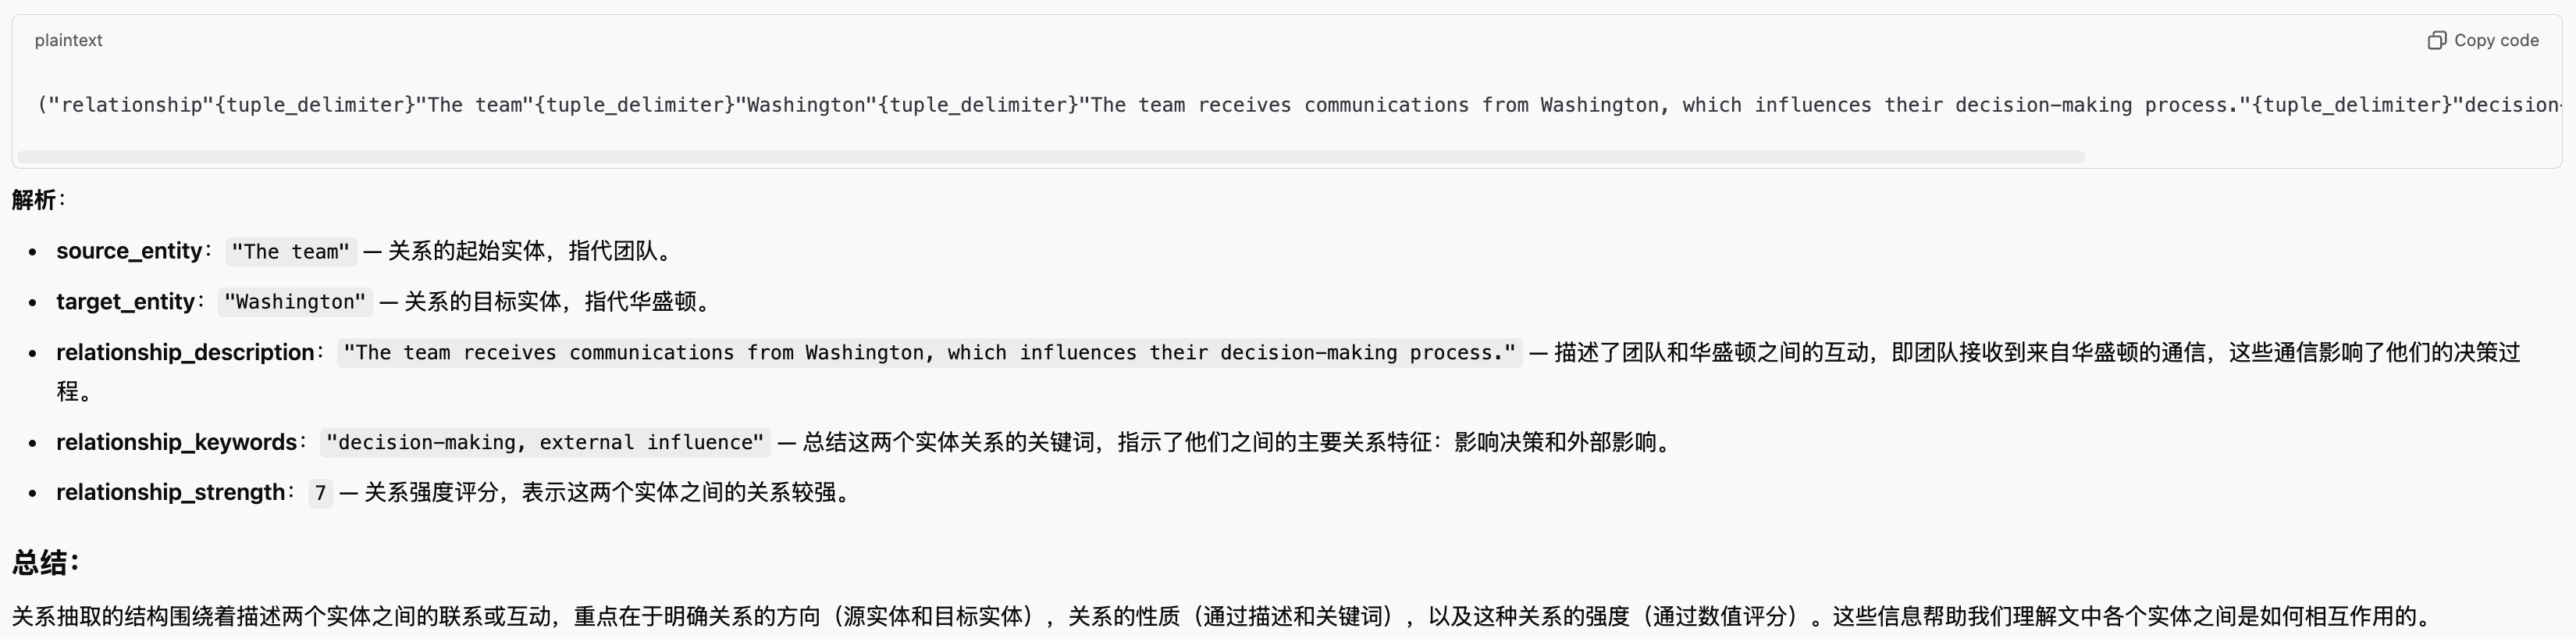 plaintext
Copy code
("relationship"{tuple_delimiter}"The team"{tuple_delimiter}"Washington"{tuple_delimiter}"The team receives communications from Washington, which influences their decision-making process."{tuple_delimiter}"decision-
解析：
• source_entity： "The team" — 关系的起始实体，指代团队。
• target_entity： "Washington" — 关系的目标实体，指代华盛顿。
• relationship_description： "The team receives communications from Washington, which influences their decision-making process." — 描述了团队和华盛顿之间的互动，即团队接收到来自华盛顿的通信，这些通信影响了他们的决策过
程。
• relationship_keywords： "decision-making, external influence" — 总结这两个实体关系的关键词，指示了他们之间的主要关系特征：影响决策和外部影响。
• relationship_strength： 7 — 关系强度评分，表示这两个实体之间的关系较强。
总结：
关系抽取的结构围绕着描述两个实体之间的联系或互动，重点在于明确关系的方向（源实体和目标实体），关系的性质（通过描述和关键词），以及这种关系的强度（通过数值评分）。这些信息帮助我们理解文中各个实体之间是如何相互作用的。